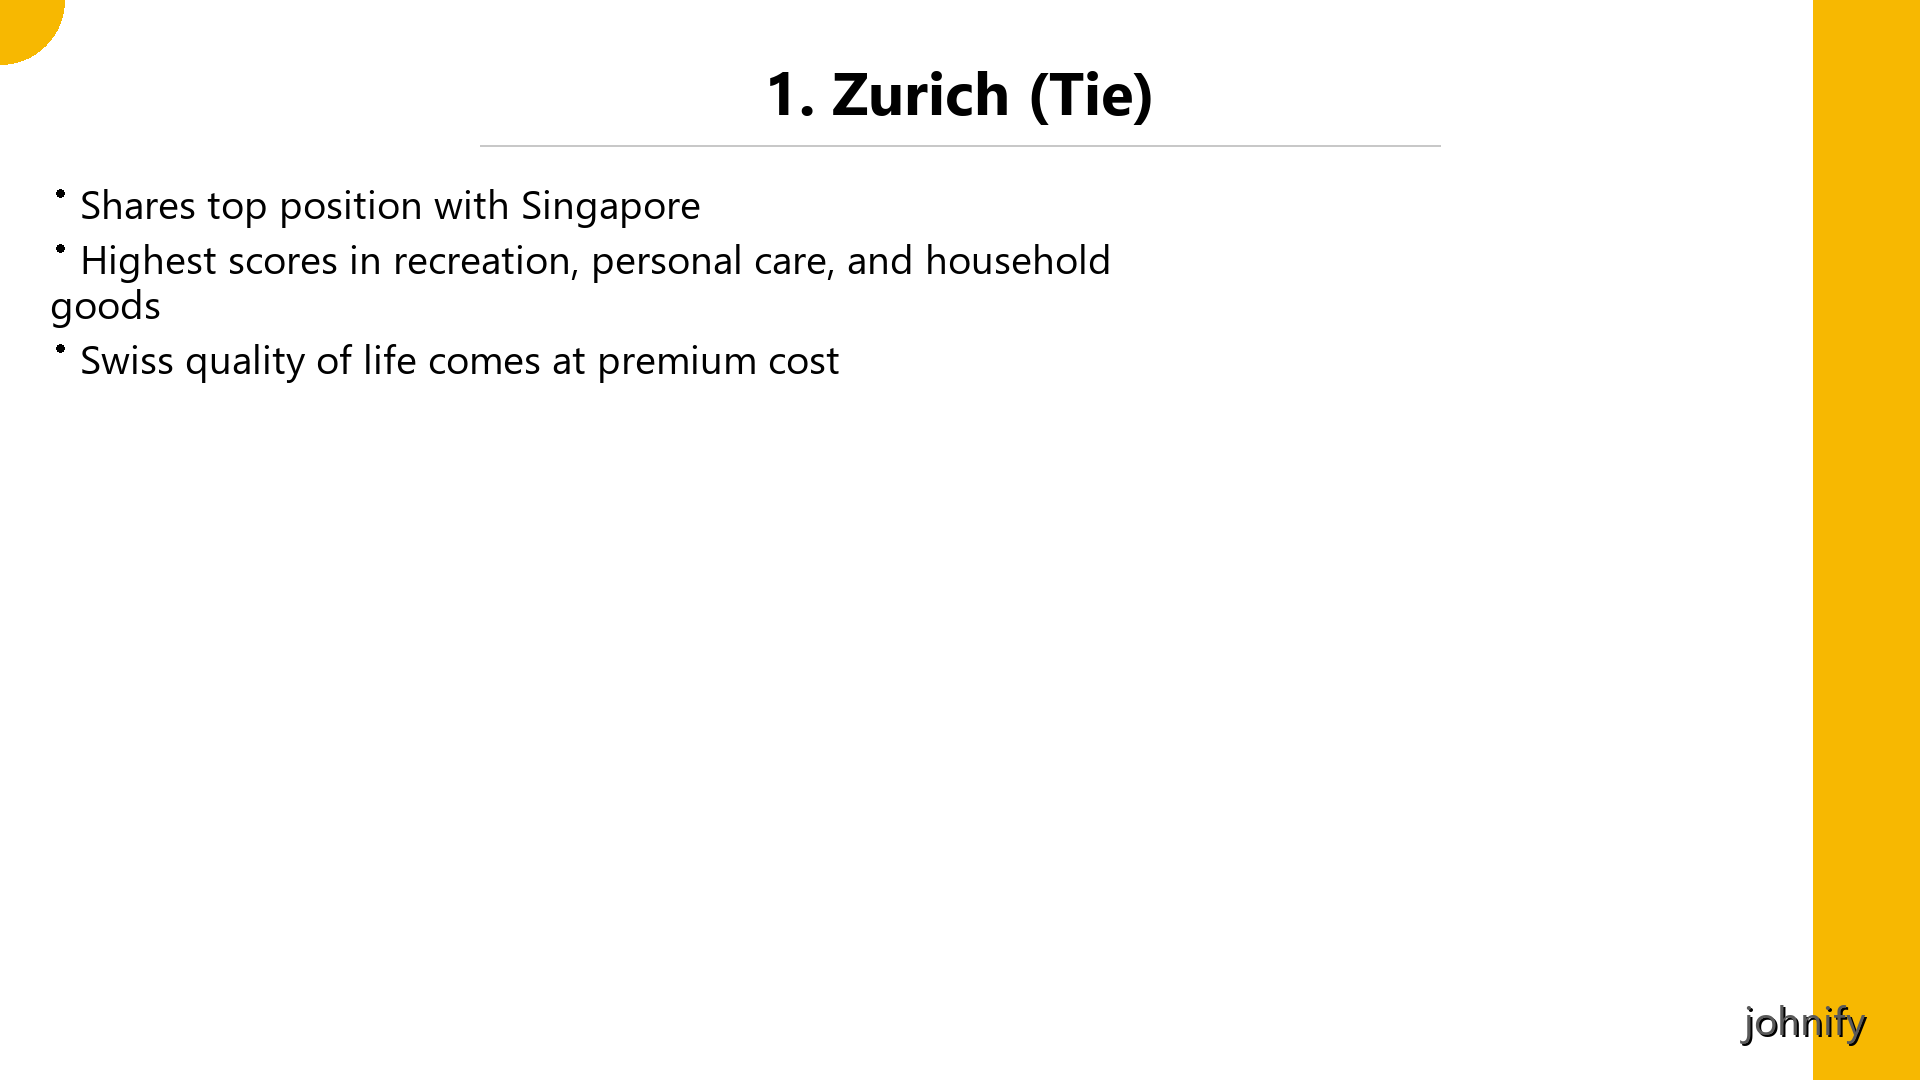 1. Zurich (Tie)
• Shares top position with Singapore
• Highest scores in recreation, personal care, and household
goods
• Swiss quality of life comes at premium cost
johnify